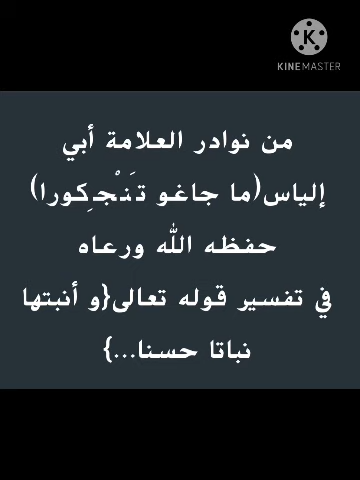 KINEMASTER
من نوادر العلامة أبي
إلياس(ما جاغو تَنْجِكورا)
حفظه الله ورعاه
في تفسير قوله تعالى{و أنبتها
نباتا حسنا...}